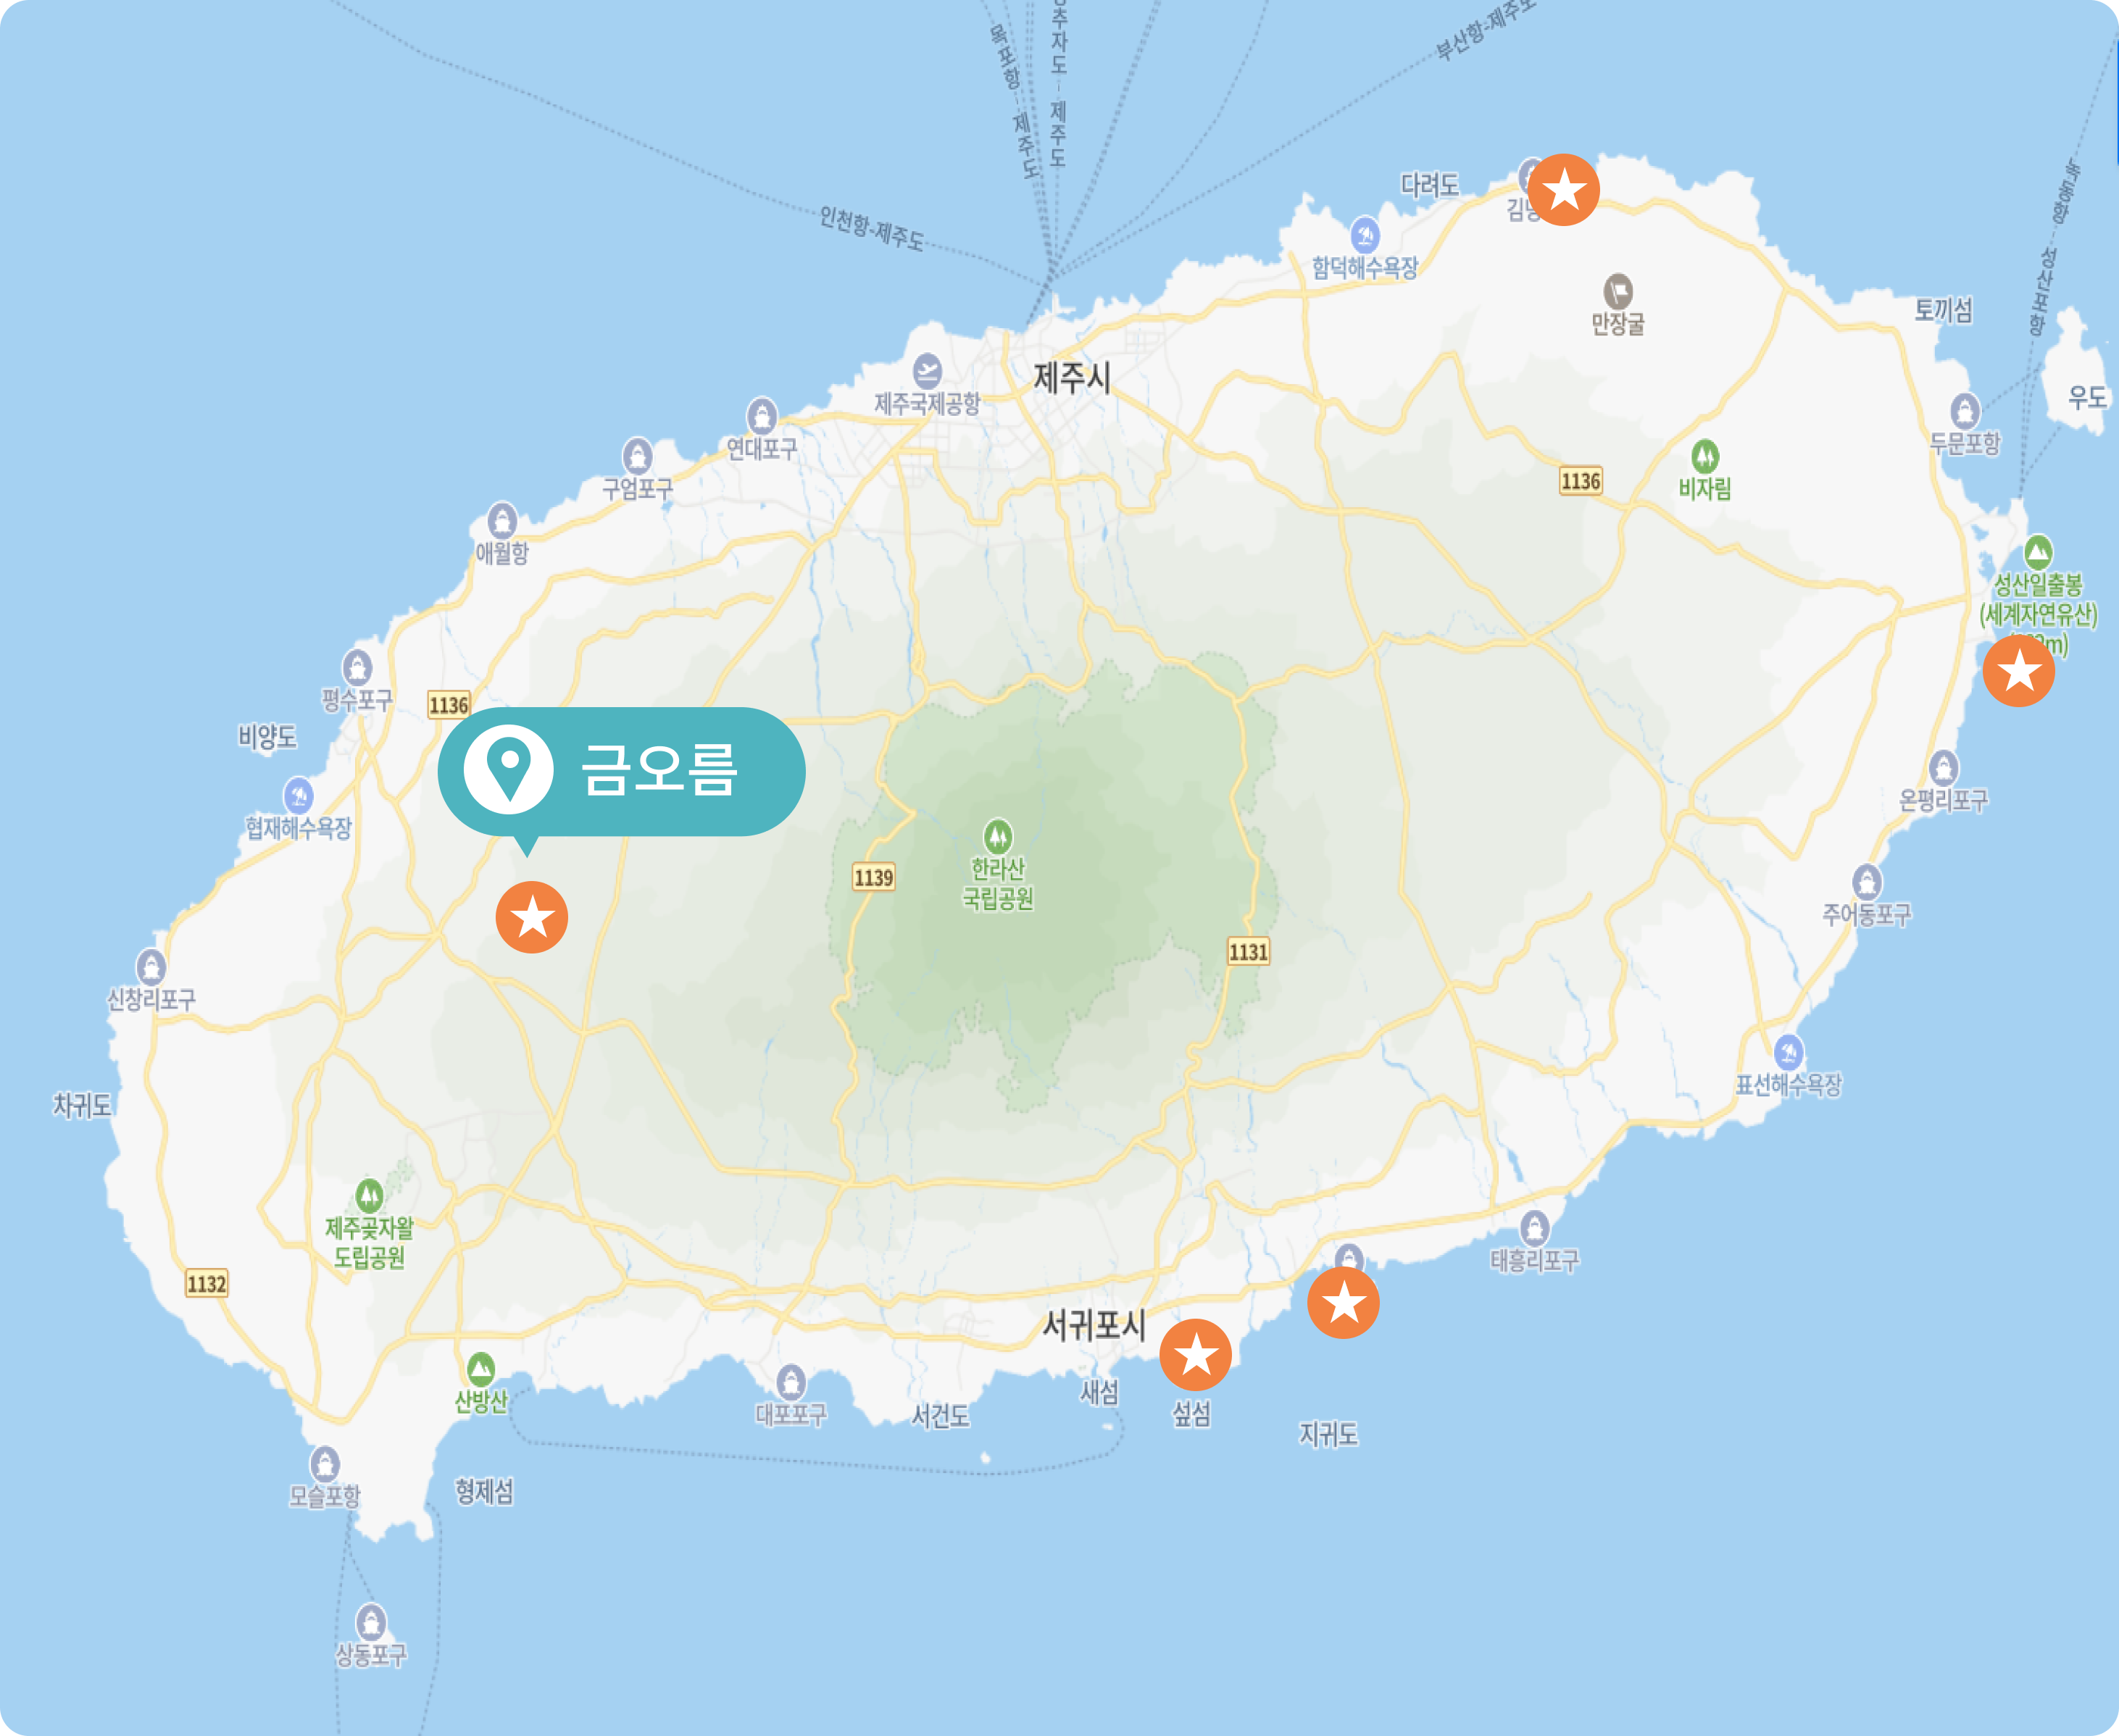 목포항 - 제주도
추자도 - 제주도
부산항-제주도
인천항-제주도
녹동항 성산포항
다려도
함덕해수욕장
만장굴
토끼섬
우도
제주시
제주국제공항
연대포구
두문포항
구엄포구
1136
비자림
애월항
성산일출봉
(세계자연유산)
평수포구
1136
비양도
금오름
협재해수욕장
온평리포구
한라산
국립공원
1139
주어동포구
1131
신창리포구
표선해수욕장
차귀도
제주곶자왈
도립공원
태흥리포구
1132
서귀포시
새섬
산방산
대포포구
서건도
섶섬
지귀도
모슬포항
형제섬
상동포구